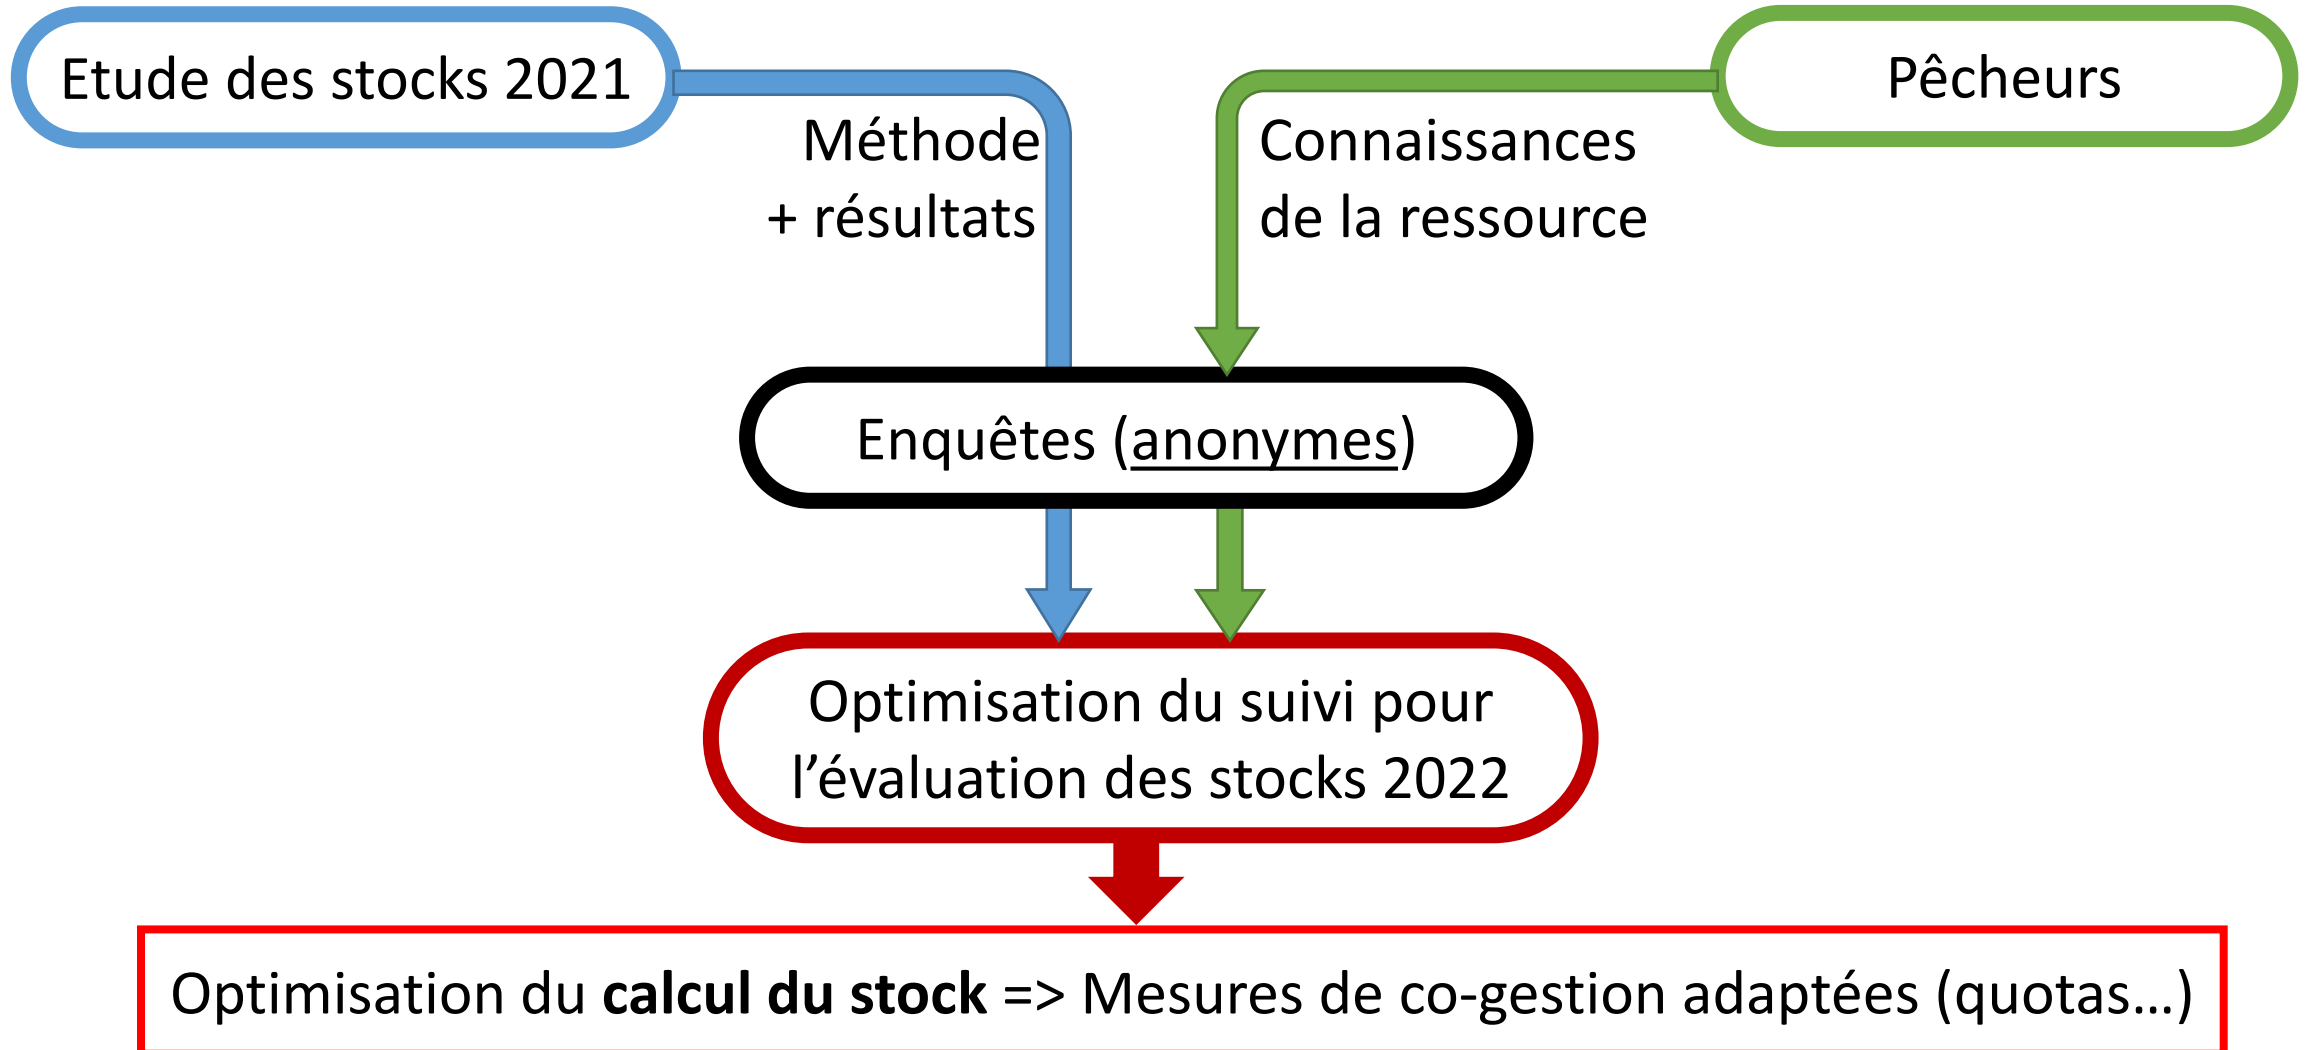 Etude des stocks 2021
Pêcheurs
Méthode
+ résultats
Connaissances
de la ressource
Enquêtes (anonymes)
Optimisation du suivi pour
l’évaluation des stocks 2022
Optimisation du calcul du stock => Mesures de co-gestion adaptées (quotas…)